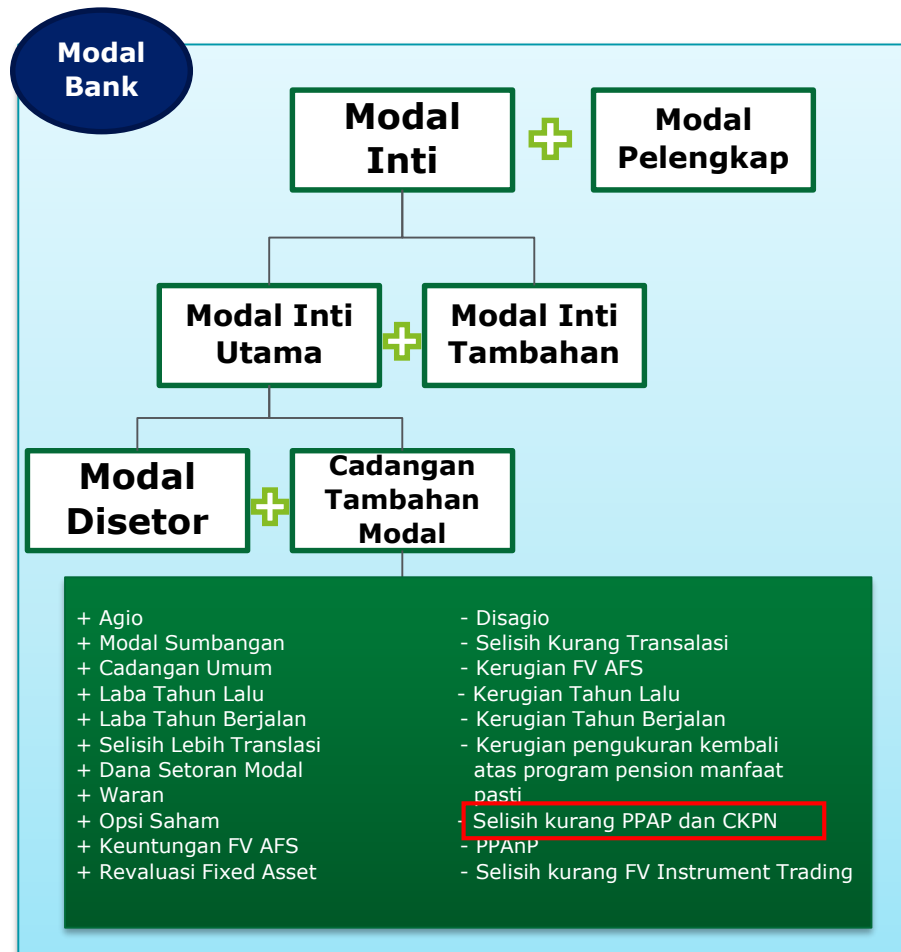 Modal
Bank
Modal
Inti
Modal
Pelengkap
Modal Inti
Utama
Modal Inti
Tambahan
Modal
Disetor
Cadangan
Tambahan
Modal
+ Agio
+ Modal Sumbangan
+ Cadangan Umum
+ Laba Tahun Lalu
+ Laba Tahun Berjalan
+ Selisih Lebih Translasi
+ Dana Setoran Modal
+ Waran
+ Opsi Saham
+ Keuntungan FV AFS
+ Revaluasi Fixed Asset
- Disagio
- Selisih Kurang Transalasi
- Kerugian FV AFS
- Kerugian Tahun Lalu
- Kerugian Tahun Berjalan
- Kerugian pengukuran kembali
atas program pension manfaat
pasti
- Selisih kurang PPAP dan CKPN
- PPAnP
- Selisih kurang FV Instrument Trading